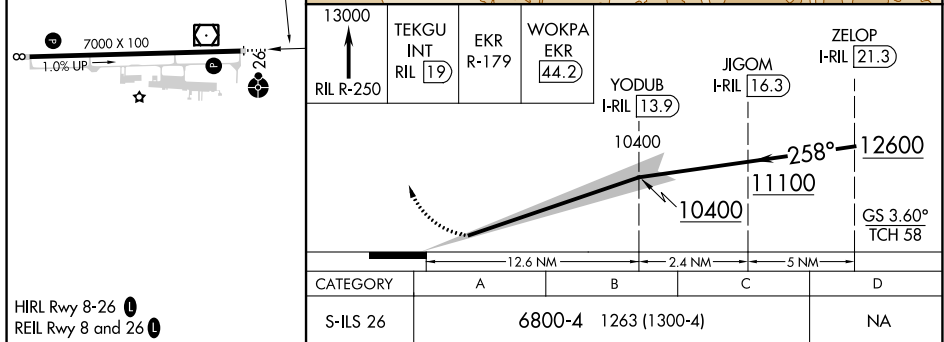 7000 X 100
1.0% UP
8
26
P
P
HIRL Rwy 8-26 L
REIL Rwy 8 and 26 L
13000
RIL R-250
TEKGU
INT
RIL 19
EKR
R-179
WOKPA
EKR
44.2
YODUB
I-RIL 13.9
JIGOM
I-RIL 16.3
ZELOP
I-RIL 21.3
10400
258°
12600
11100
10400
GS 3.60°
TCH 58
12.6 NM
2.4 NM
5 NM
CATEGORY A B C D
S-ILS 26 6800-4 1263 (1300-4) NA